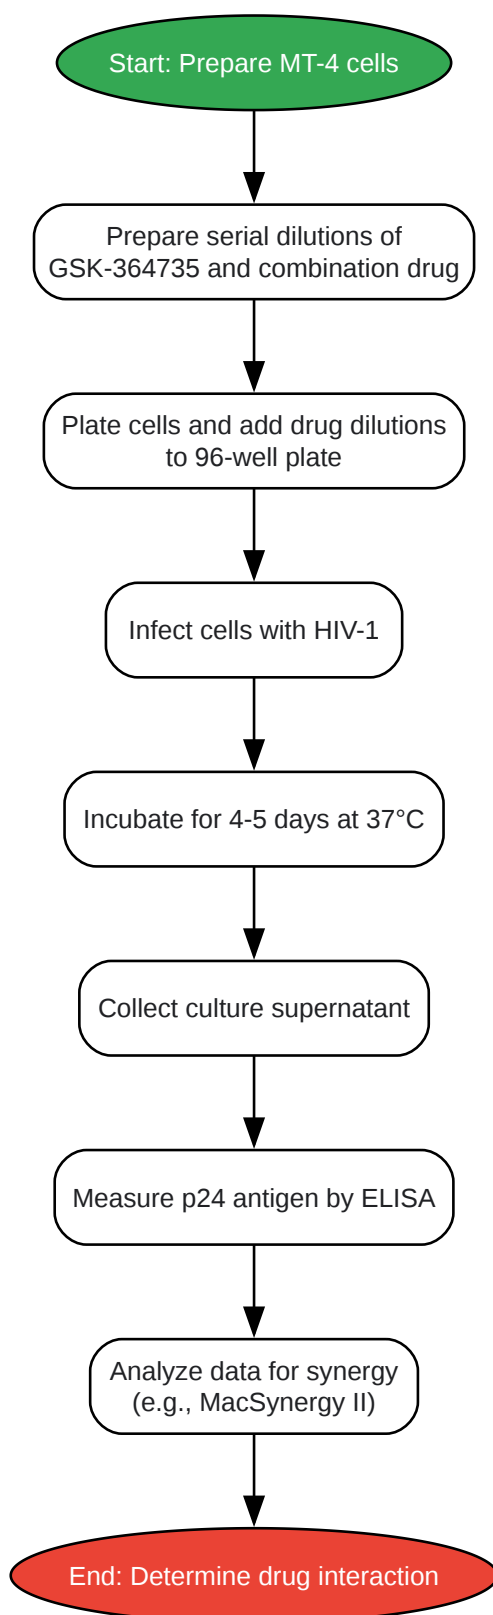 Start: Prepare MT-4 cells
Prepare serial dilutions of
GSK-364735 and combination drug
Plate cells and add drug dilutions
to 96-well plate
Infect cells with HIV-1
Incubate for 4-5 days at 37°C
Collect culture supernatant
Measure p24 antigen by ELISA
Analyze data for synergy
(e.g., MacSynergy II)
End: Determine drug interaction